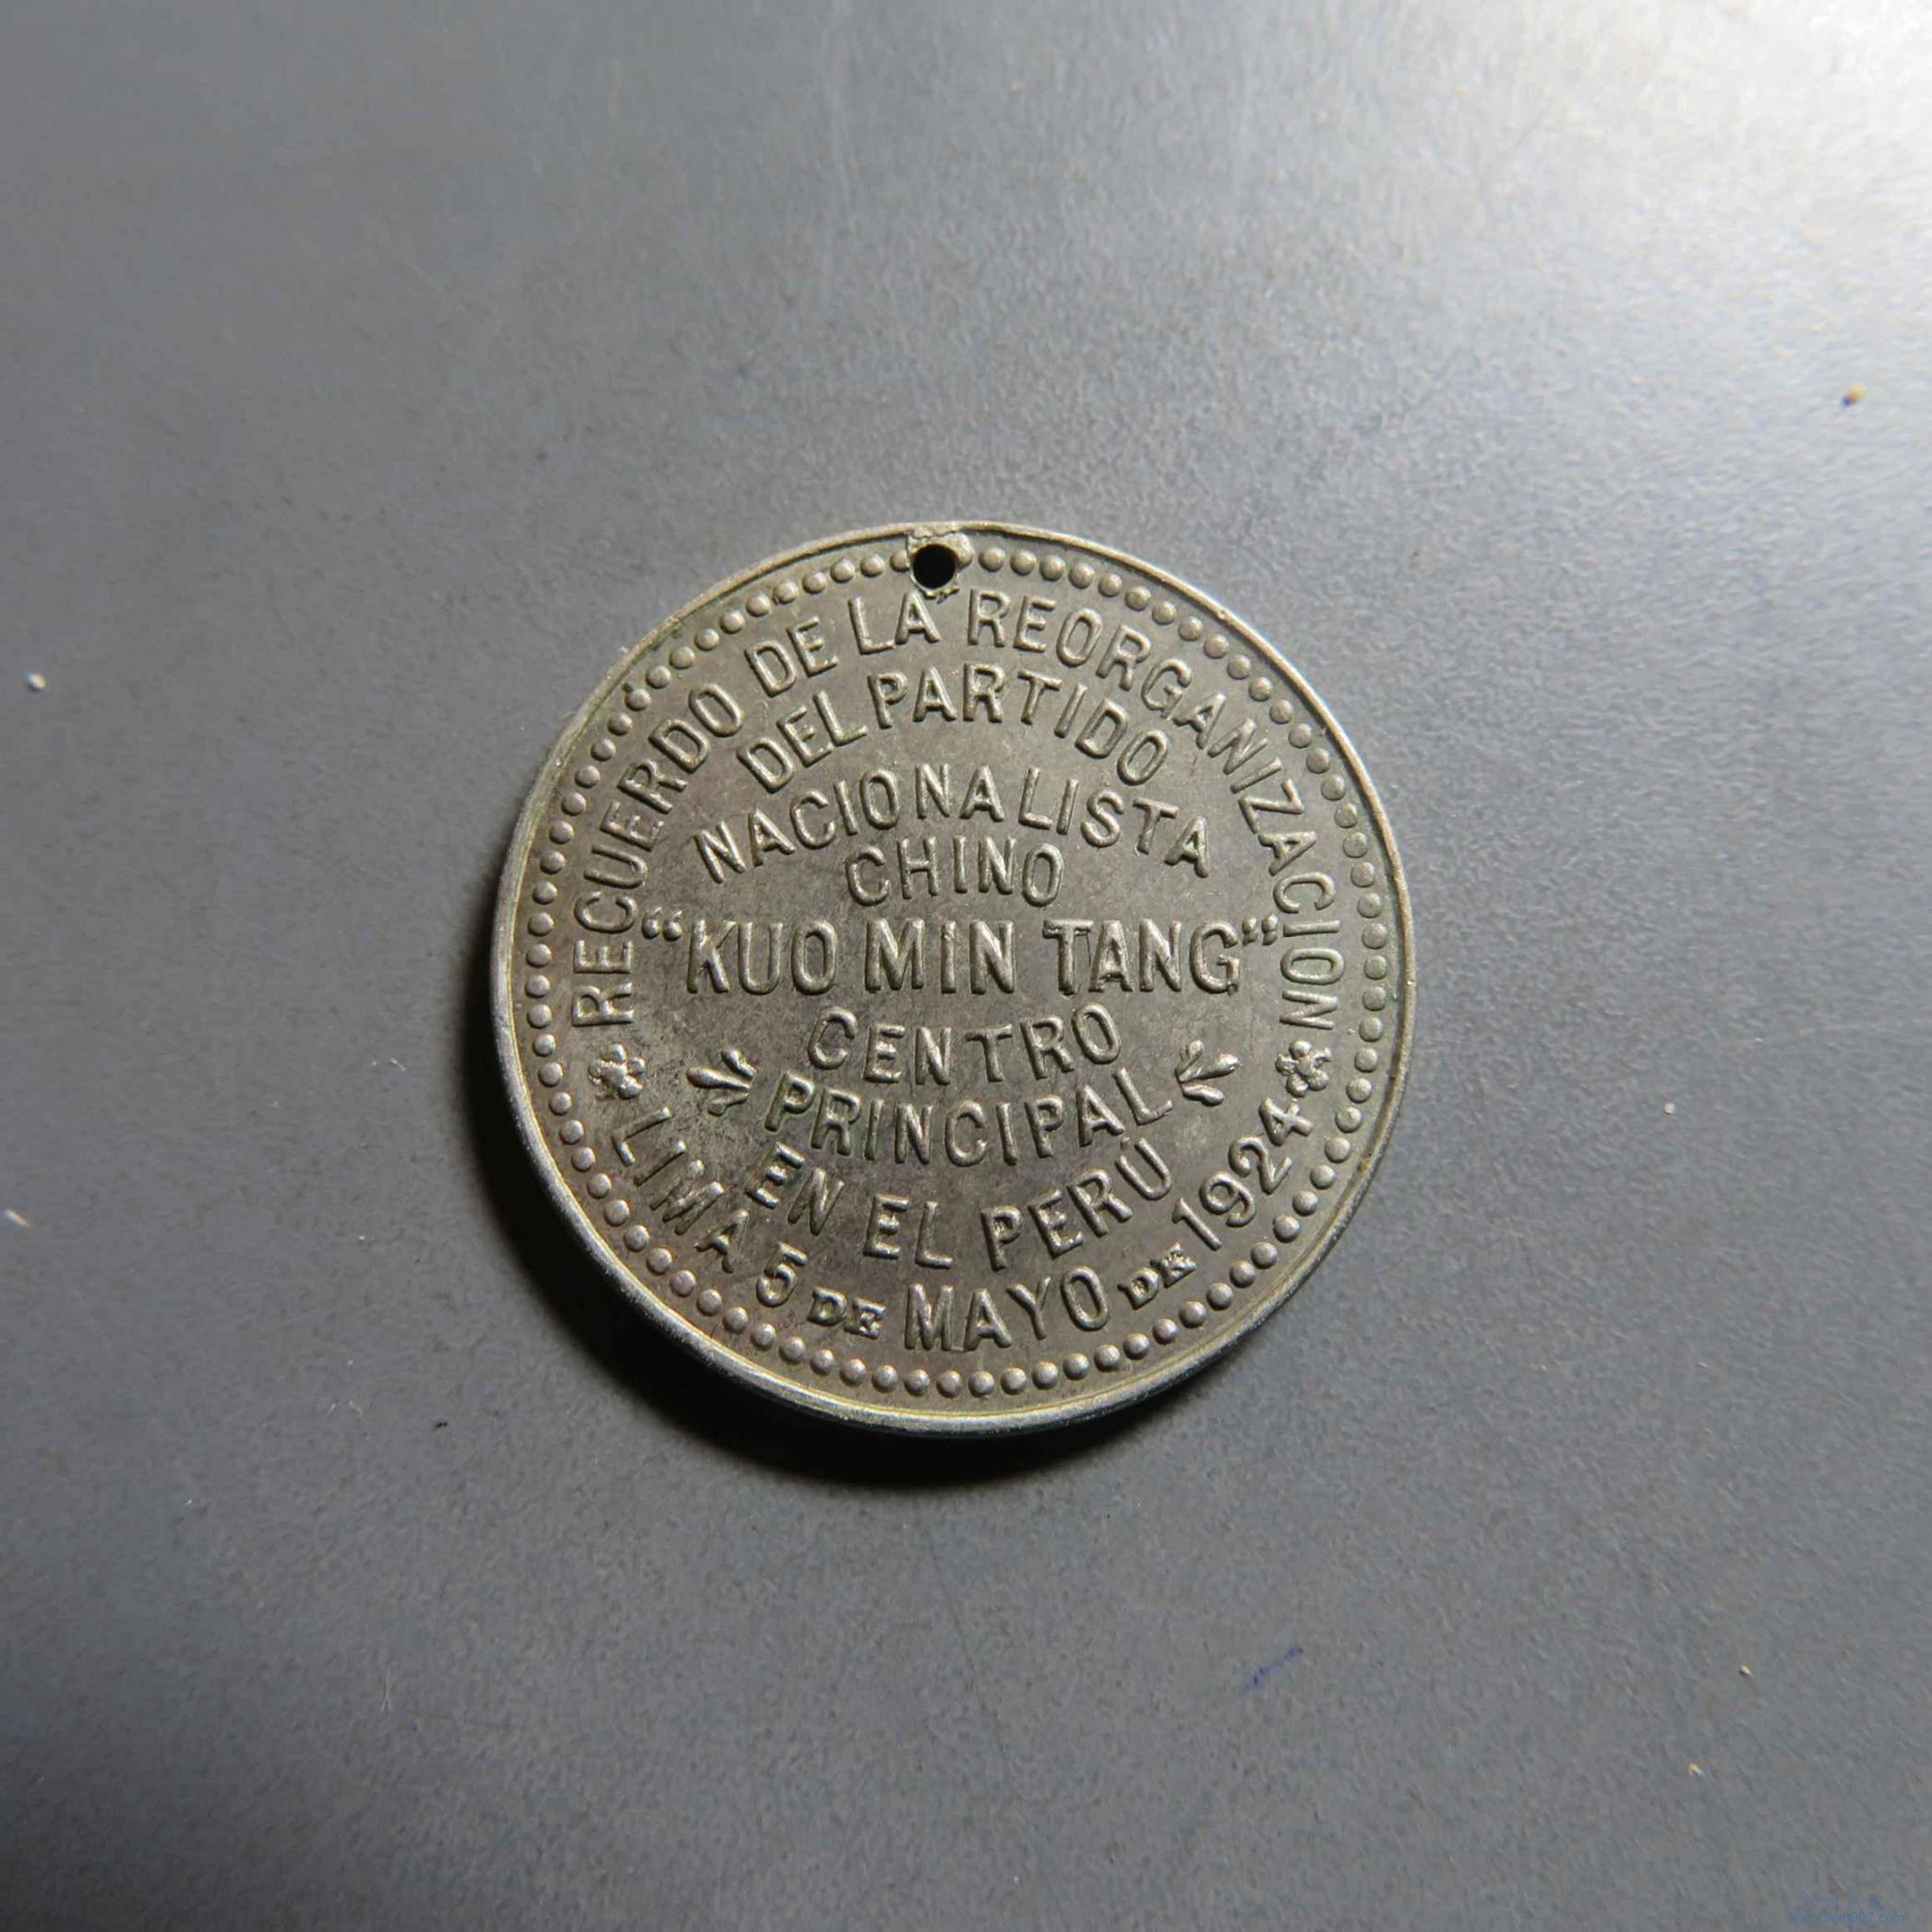 RECUERDO DE LA REORGANIZACION
DEL PARTIDO
NACIONALISTA
CHINO
“KUO MIN TANG“
CENTRO
PRINCIPAL
EN EL PERÚ
LIMA 5 DE MAYO DE 1924